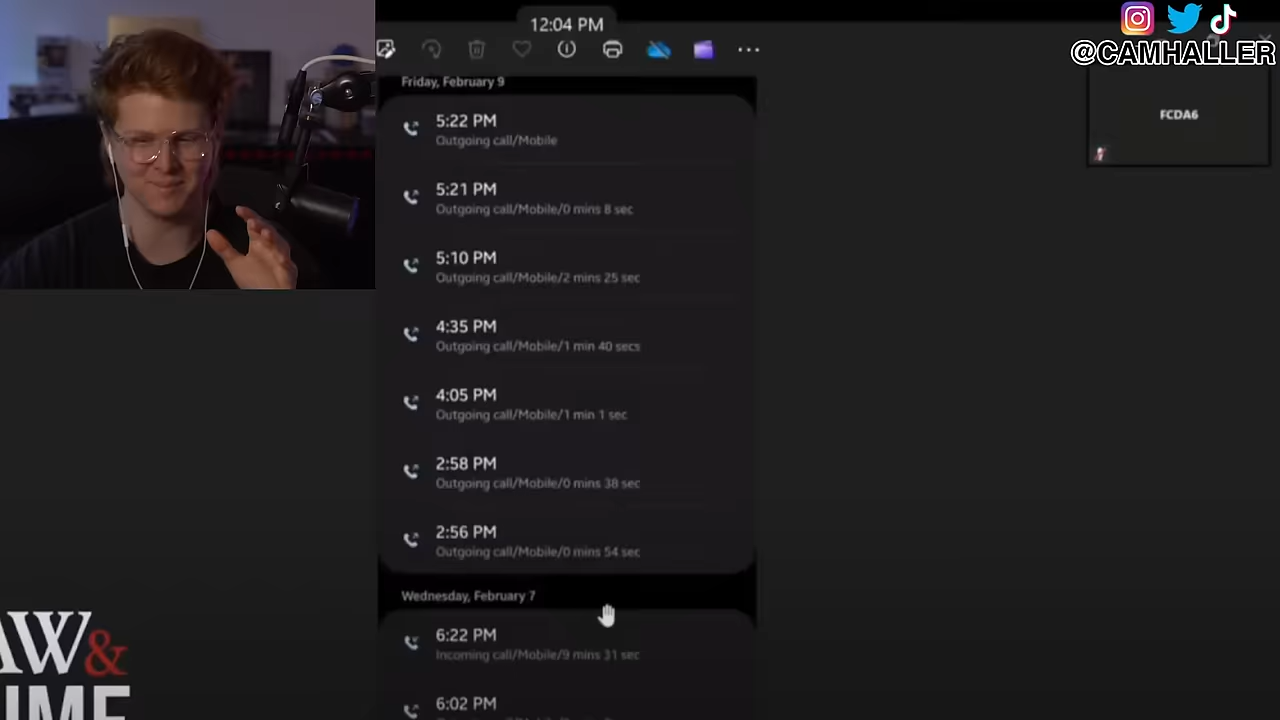 12:04 PM
@CAMHALLER
Friday, February 9
FCDA6
5:22 PM
Outgoing call/Mobile
5:21 PM
Outgoing call/Mobile/0 mins 8 sec
5:10 PM
Outgoing call/Mobile/2 mins 25 sec
4:35 PM
Outgoing call/Mobile/1 min 40 secs
4:05 PM
Outgoing call/Mobile/1 min 1 sec
2:58 PM
Outgoing call/Mobile/0 mins 38 sec
2:56 PM
Outgoing call/Mobile/0 mins 54 sec
Wednesday, February 7
6:22 PM
Incoming call/Mobile/9 mins 31 sec
6:02 PM
AW&
IME